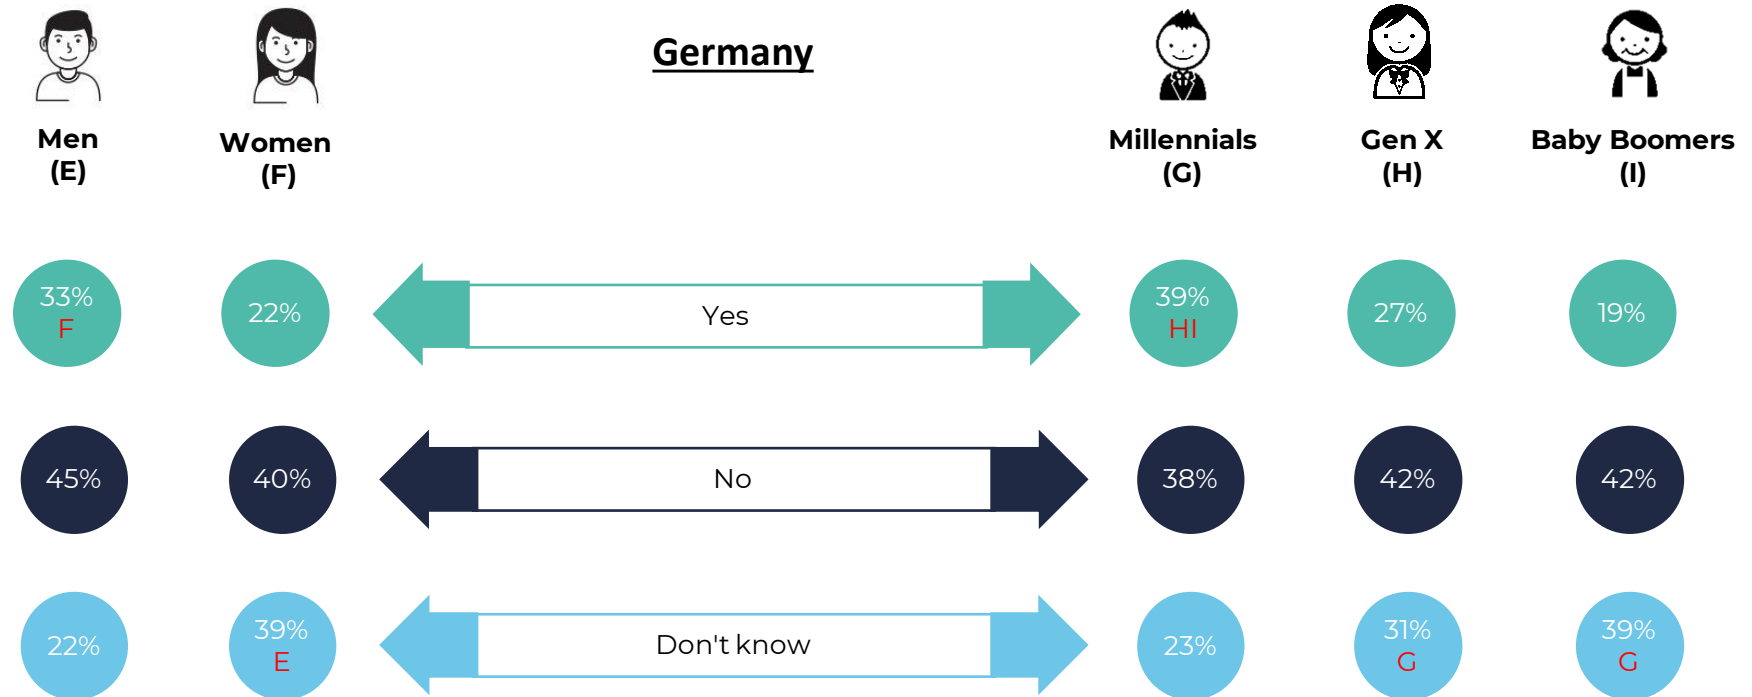 Germany
Men
(E)
Women
(F)
Millennials
(G)
Gen X
(H)
Baby Boomers
(I)
33%
F
22%
Yes
39%
HI
27%
19%
45%
40%
No
38%
42%
42%
22%
39%
E
Don't know
23%
31%
G
39%
G